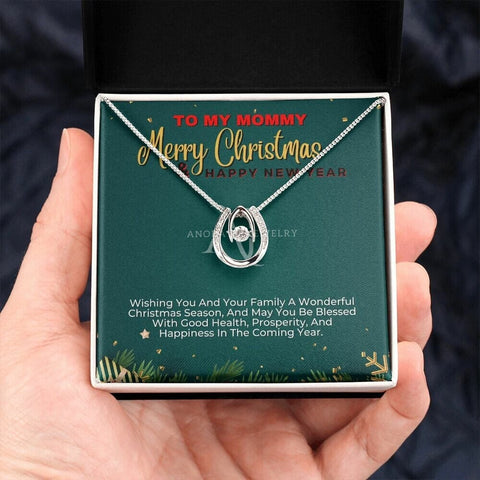 TO MY MOMMY
Merry Christmas
& HAPPY NEW YEAR
Wishing You And Your Family A Wonderful
Christmas Season, And May You Be Blessed
With Good Health, Prosperity, And
Happiness In The Coming Year.